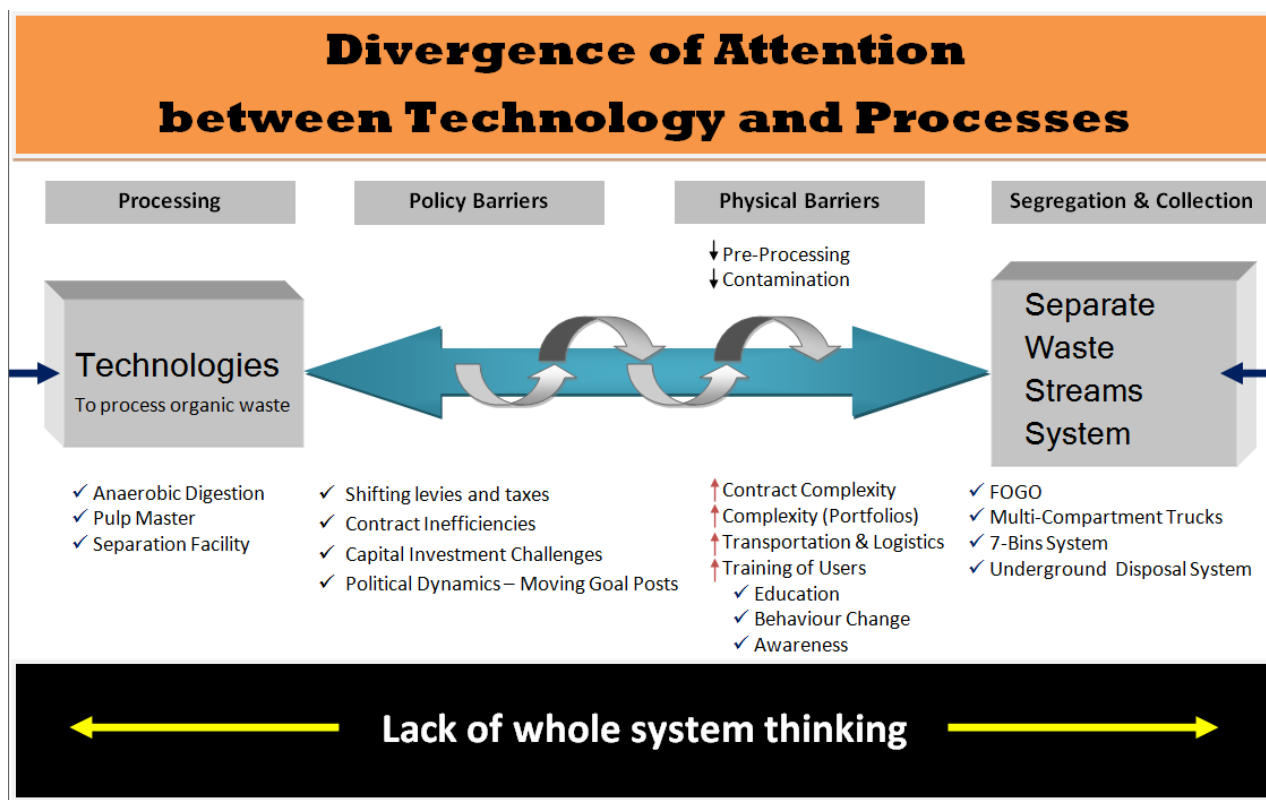 Divergence of Attention
between Technology and Processes
Processing
Policy Barriers
Physical Barriers
Segregation & Collection
↓ Pre-Processing
↓ Contamination
Technologies
To process organic waste
Separate
Waste
Streams
System
✓ Anaerobic Digestion
✓ Pulp Master
✓ Separation Facility
✓ Shifting levies and taxes
✓ Contract Inefficiencies
✓ Capital Investment Challenges
✓ Political Dynamics – Moving Goal Posts
↑ Contract Complexity
↑ Complexity (Portfolios)
↑ Transportation & Logistics
↑ Training of Users
✓ Education
✓ Behaviour Change
✓ Awareness
✓ FOGO
✓ Multi-Compartment Trucks
✓ 7-Bins System
✓ Underground Disposal System
Lack of whole system thinking